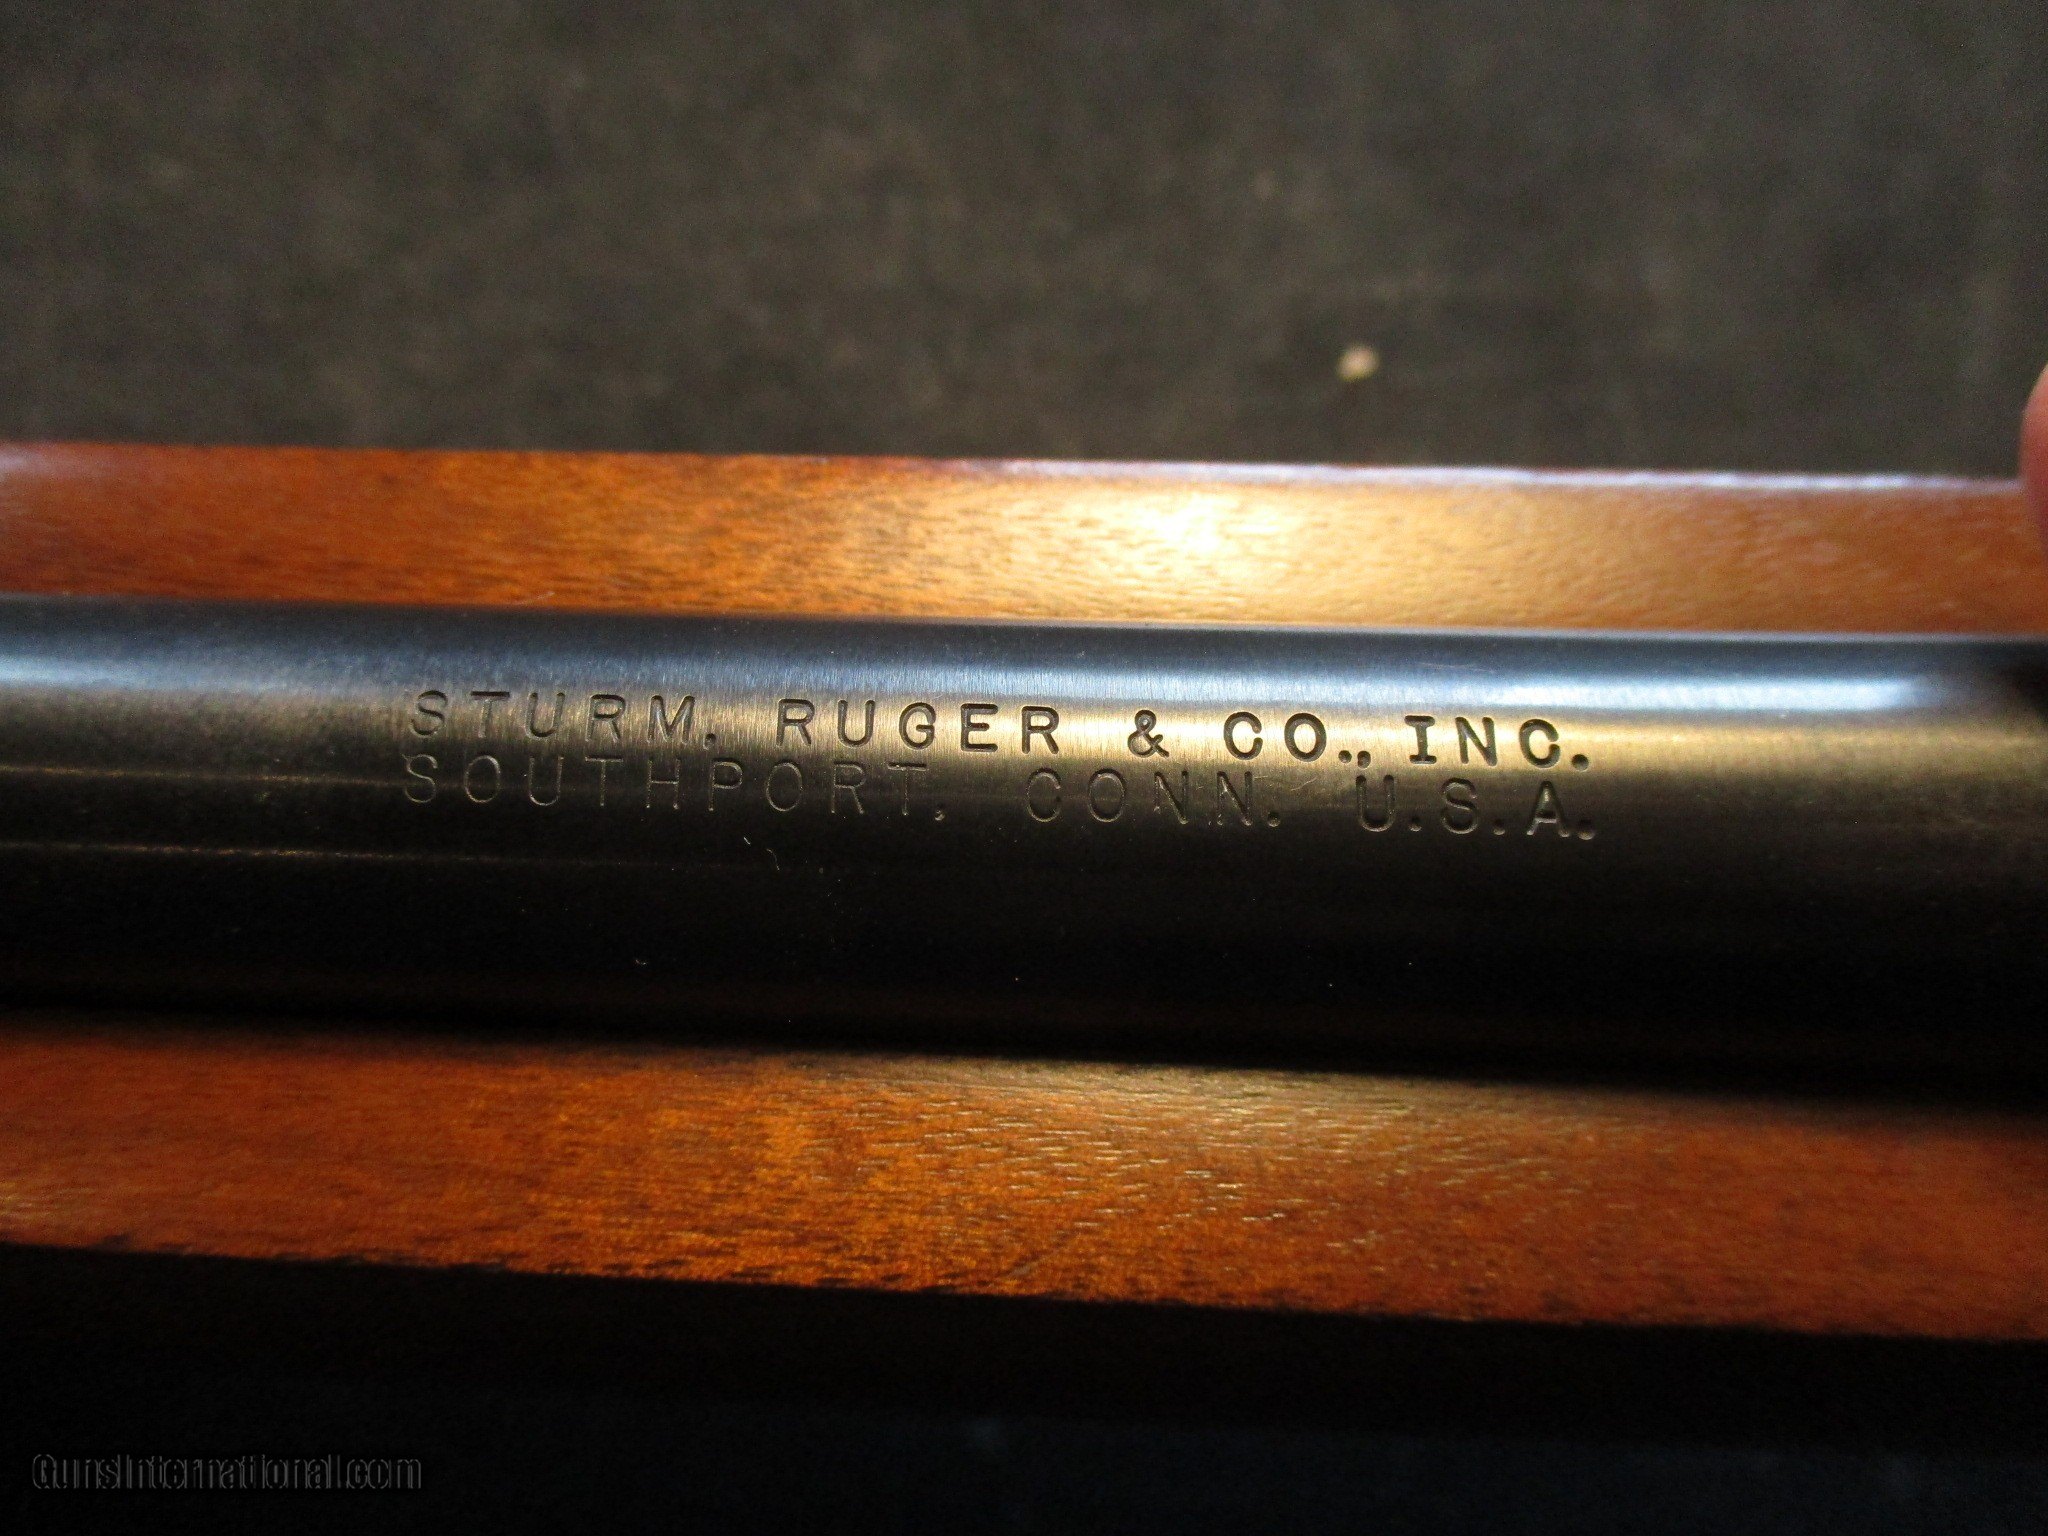 STURM, RUGER & CO., INC.
SOUTHPORT, CONN. U.S.A.
GunsInternational.com